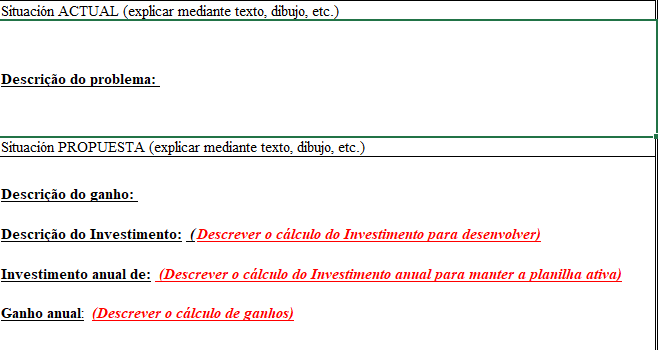 Situación ACTUAL (explicar mediante texto, dibujo, etc.)
Descrição do problema:
Situación PROPUESTA (explicar mediante texto, dibujo, etc.)
Descrição do ganho:
Descrição do Investimento: (Descrever o cálculo do Investimento para desenvolver)
Investimento anual de: (Descrever o cálculo do Investimento anual para manter a planilha ativa)
Ganho anual: (Descrever o cálculo de ganhos)